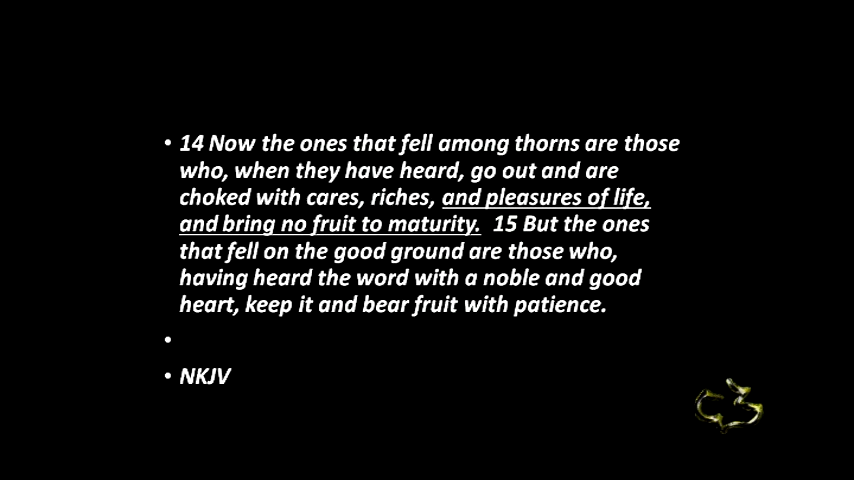 • 14 Now the ones that fell among thorns are those
who, when they have heard, go out and are
choked with cares, riches, and pleasures of life,
and bring no fruit to maturity. 15 But the ones
that fell on the good ground are those who,
having heard the word with a noble and good
heart, keep it and bear fruit with patience.
•
• NKJV
C3